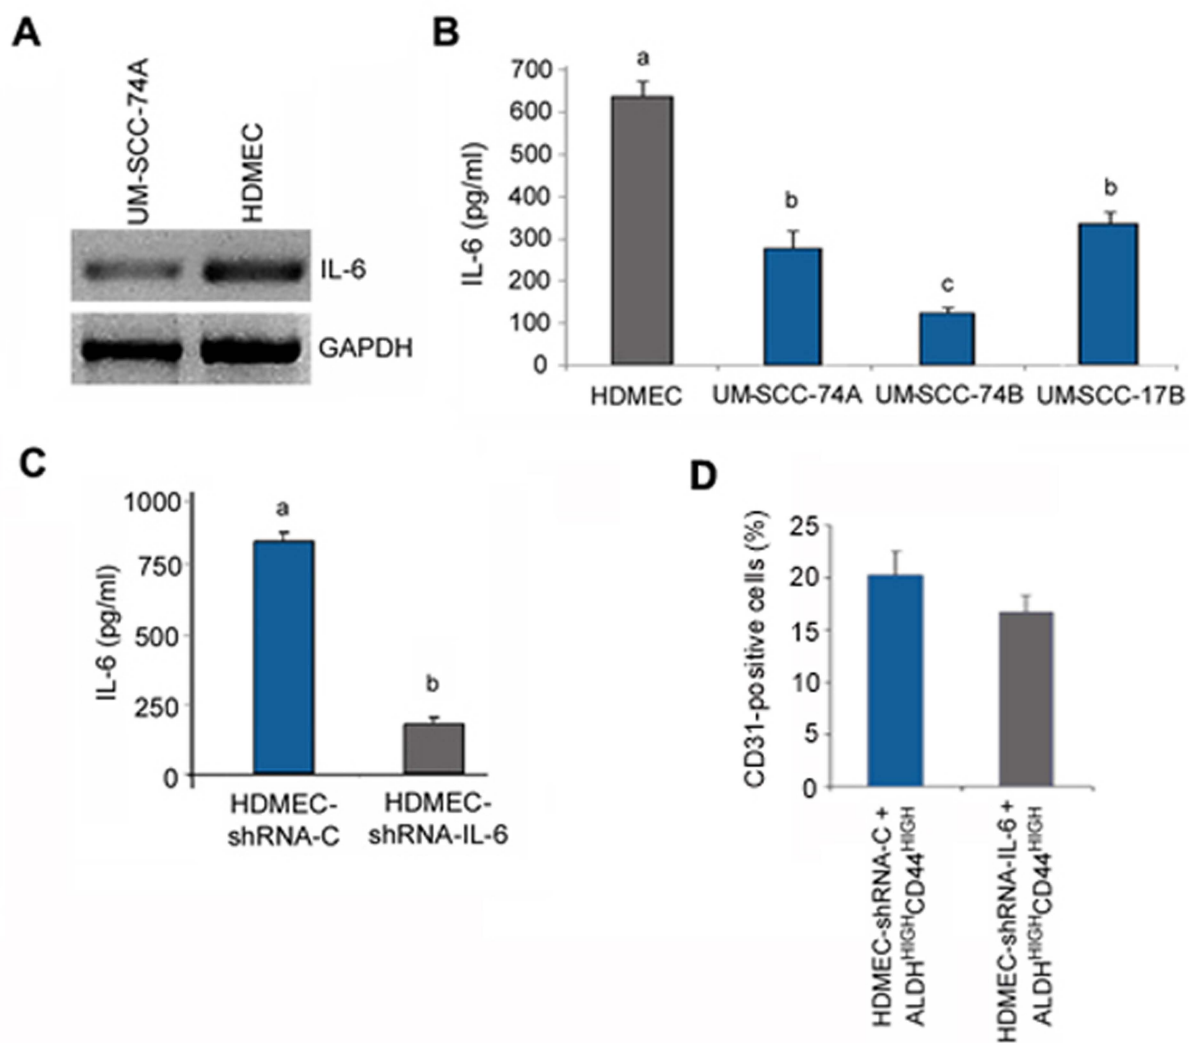 A
UM-SCC-74A
HDMEC
IL-6
GAPDH
B
IL-6 (pg/ml)
700
600
500
400
300
200
100
0
a
b
c
b
HDMEC
UM-SCC-74A
UM-SCC-74B
UM-SCC-17B
C
IL-6 (pg/ml)
1000
750
500
250
0
a
b
HDMEC-
shRNA-C
HDMEC-
shRNA-IL-6
D
CD31-positive cells (%)
25
20
15
10
5
0
HDMEC-shRNA-C +
ALDHHIGHCD44HIGH
HDMEC-shRNA-IL-6 +
ALDHHIGHCD44HIGH